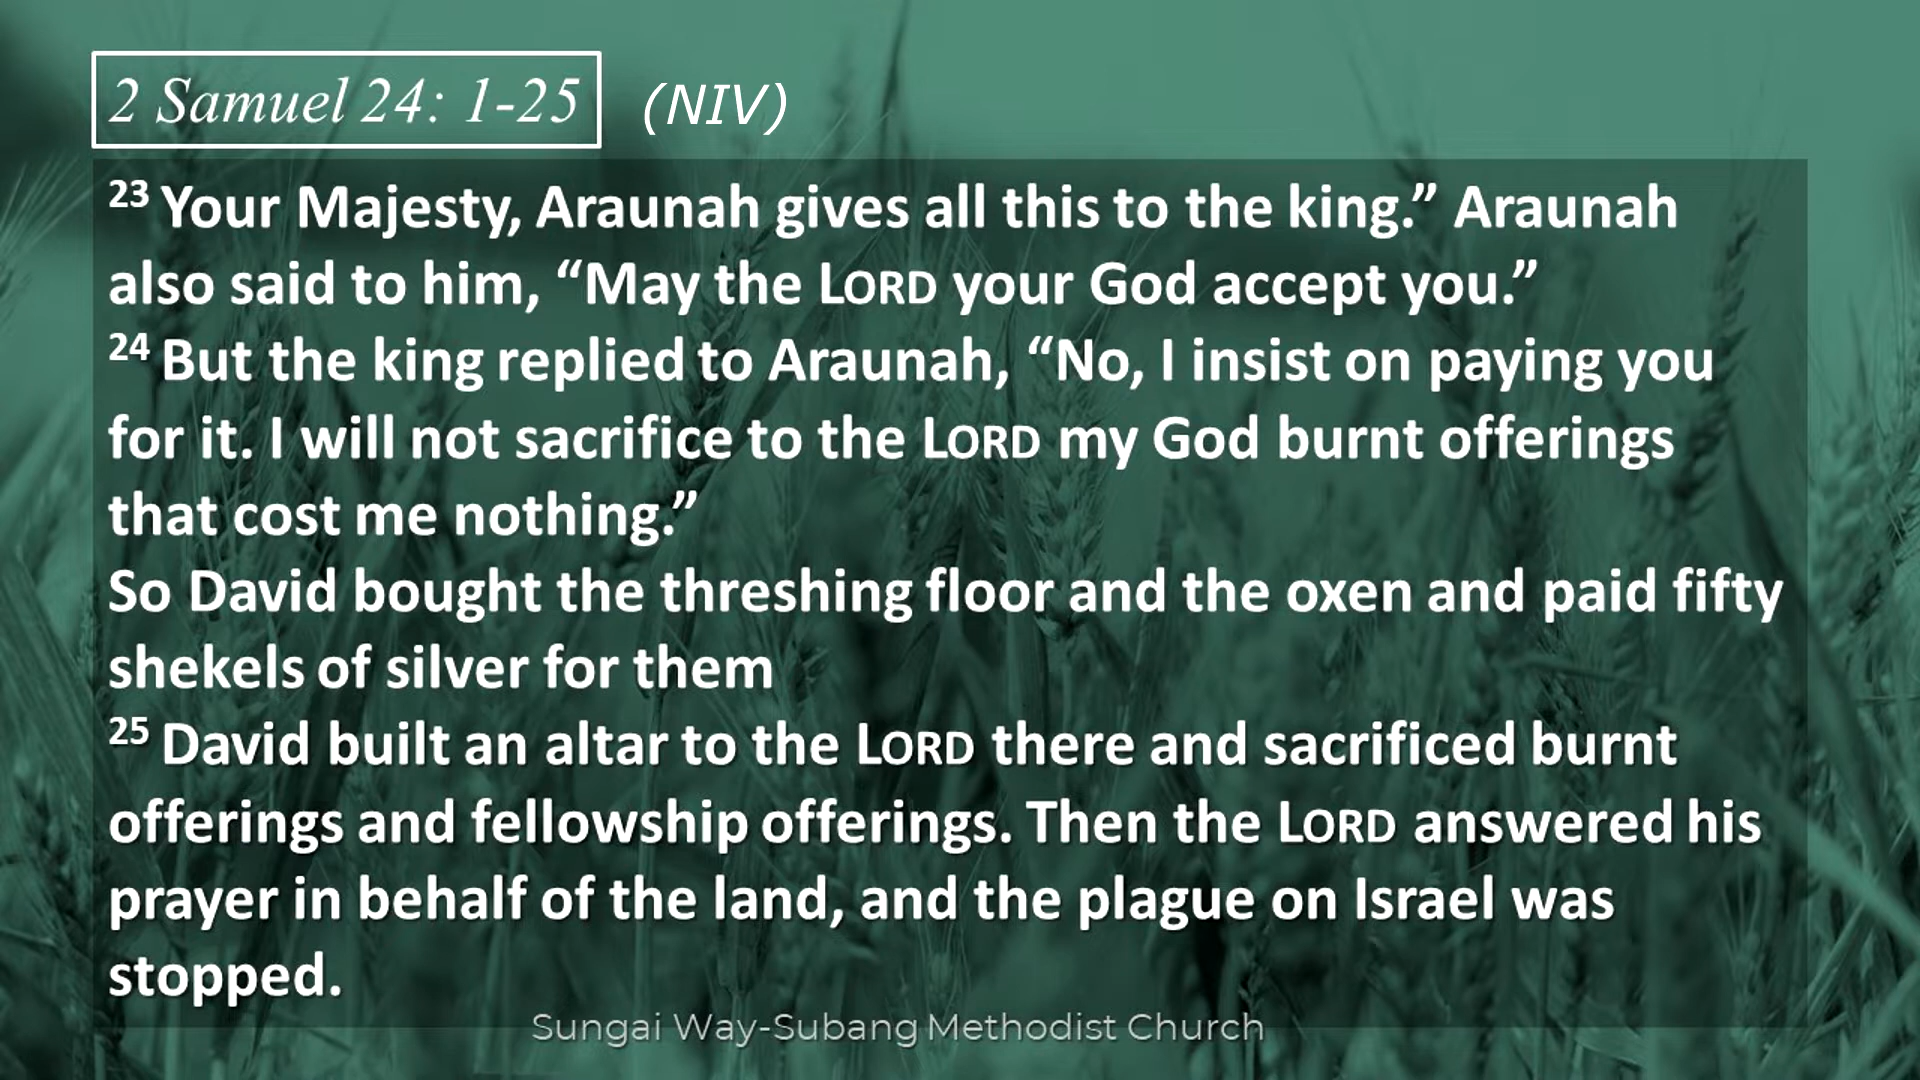 2 Samuel 24: 1-25 (NIV)
23 Your Majesty, Araunah gives all this to the king.” Araunah
also said to him, “May the LORD your God accept you.”
24 But the king replied to Araunah, “No, I insist on paying you
for it. I will not sacrifice to the LORD my God burnt offerings
that cost me nothing.”
So David bought the threshing floor and the oxen and paid fifty
shekels of silver for them
25 David built an altar to the LORD there and sacrificed burnt
offerings and fellowship offerings. Then the LORD answered his
prayer in behalf of the land, and the plague on Israel was
stopped.
Sungai Way-Subang Methodist Church